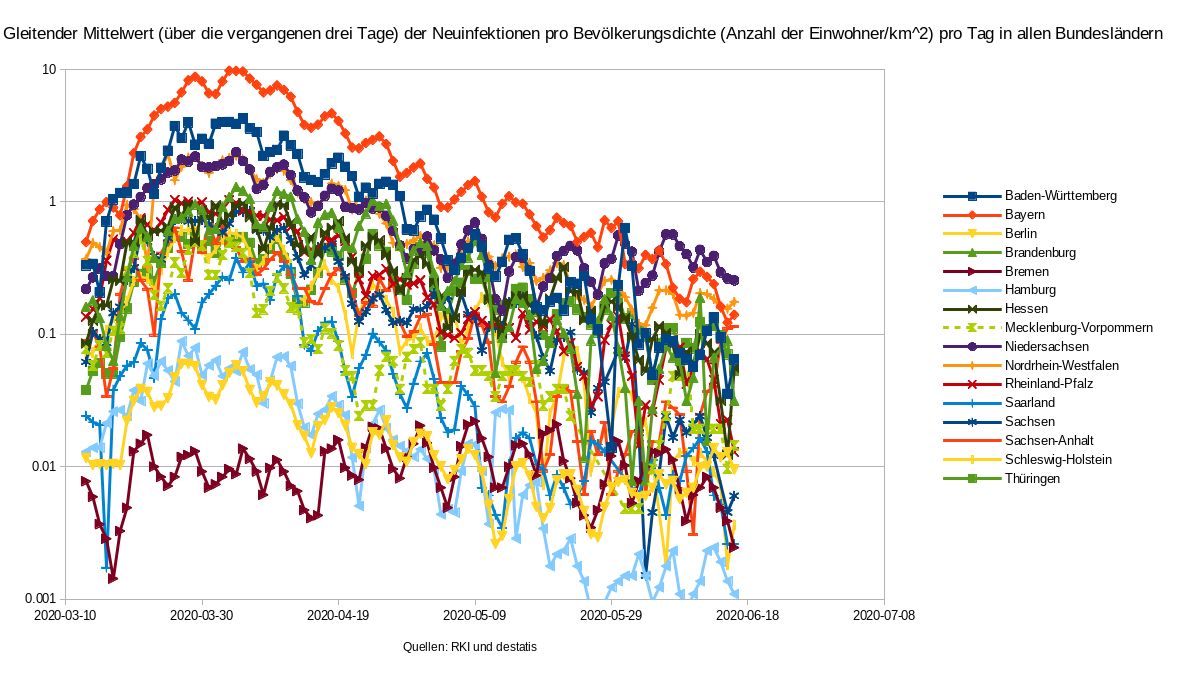 Gleitender Mittelwert (über die vergangenen drei Tage) der Neuinfektionen pro Bevölkerungsdichte (Anzahl der Einwohner/km^2) pro Tag in allen Bundesländern
10
1
0.1
0.01
0.001
2020-03-10 2020-03-30 2020-04-19 2020-05-09 2020-05-29 2020-06-18 2020-07-08
Quellen: RKI und destatis
Baden-Württemberg
Bayern
Berlin
Brandenburg
Bremen
Hamburg
Hessen
Mecklenburg-Vorpommern
Niedersachsen
Nordrhein-Westfalen
Rheinland-Pfalz
Saarland
Sachsen
Sachsen-Anhalt
Schleswig-Holstein
Thüringen